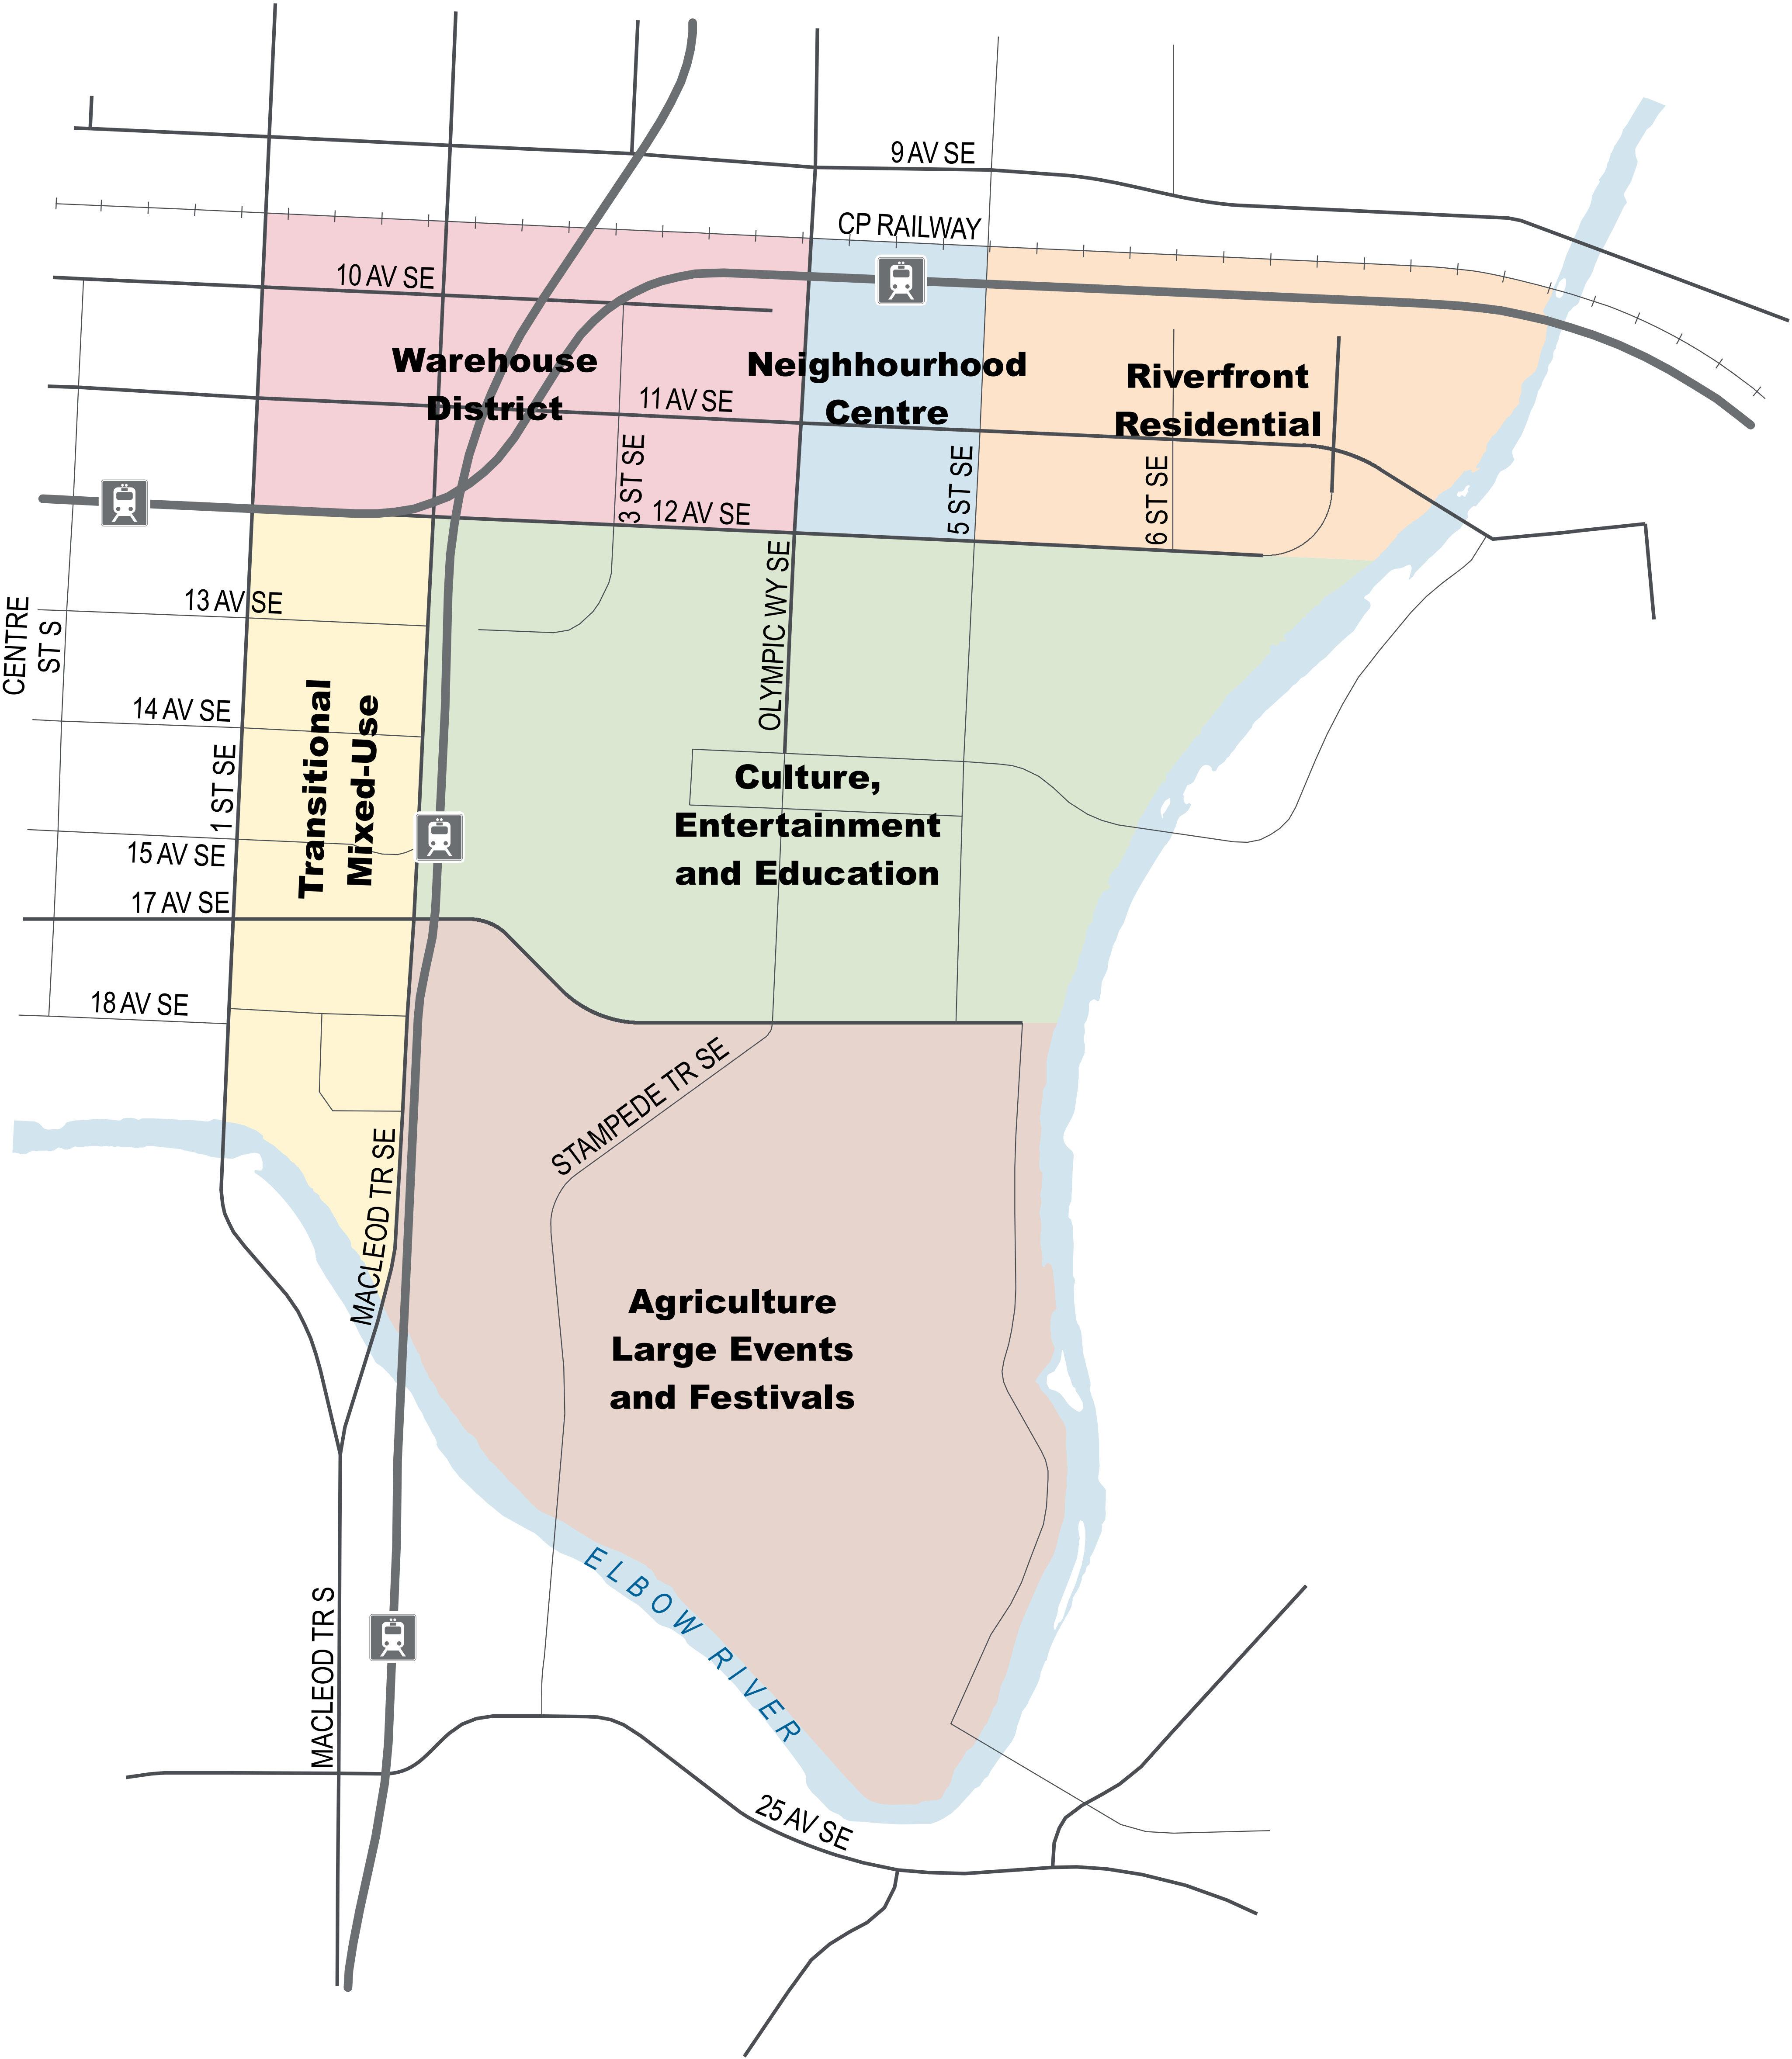 9 AV SE
CP RAILWAY
10 AV SE
Warehouse
District
Neighhourhood
Centre
Riverfront
Residential
11 AV SE
3 ST SE
12 AV SE
5 ST SE
6 ST SE
OLYMPIC WY SE
13 AV SE
CENTRE
ST S
14 AV SE
1 ST SE
Transitional
Mixed-Use
15 AV SE
17 AV SE
Culture,
Entertainment
and Education
18 AV SE
STAMPEDE TR SE
MACLEOD TR SE
Agriculture
Large Events
and Festivals
ELBOW RIVER
MACLEOD TR S
25 AV SE